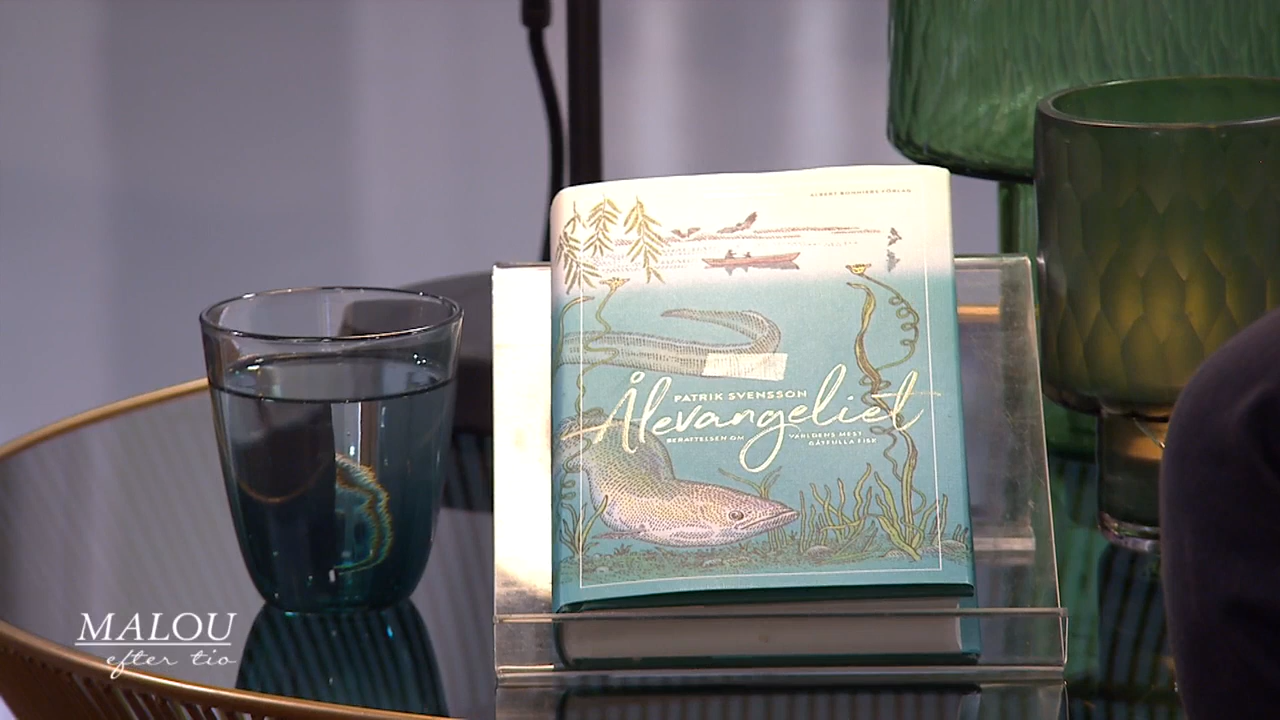 ALBERT BONNIERS FÖRLAG
PATRIK SVENSSON
Ålevangeliet
BERÄTTELSEN OM VÄRLDENS MEST
GÅTFULLA FISK
MALOU
efter tio